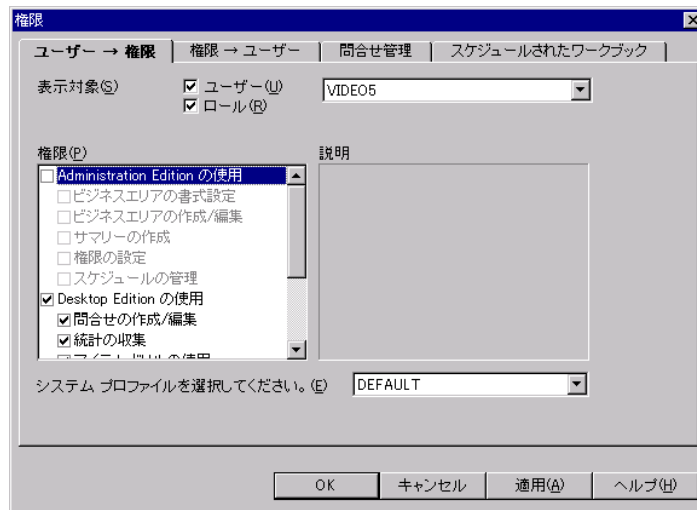 権限
ユーザー → 権限 権限 → ユーザー 問合せ管理 スケジュールされたワークブック
表示対象(S) ユーザー(U) VIDEO5
ロール(R)
権限(P) 説明
Administration Edition の使用
ビジネスエリアの書式設定
ビジネスエリアの作成/編集
サマリーの作成
権限の設定
スケジュールの管理
Desktop Edition の使用
問合せの作成/編集
統計の収集
システム プロファイルを選択してください。(E) DEFAULT
OK キャンセル 適用(A) ヘルプ(H)